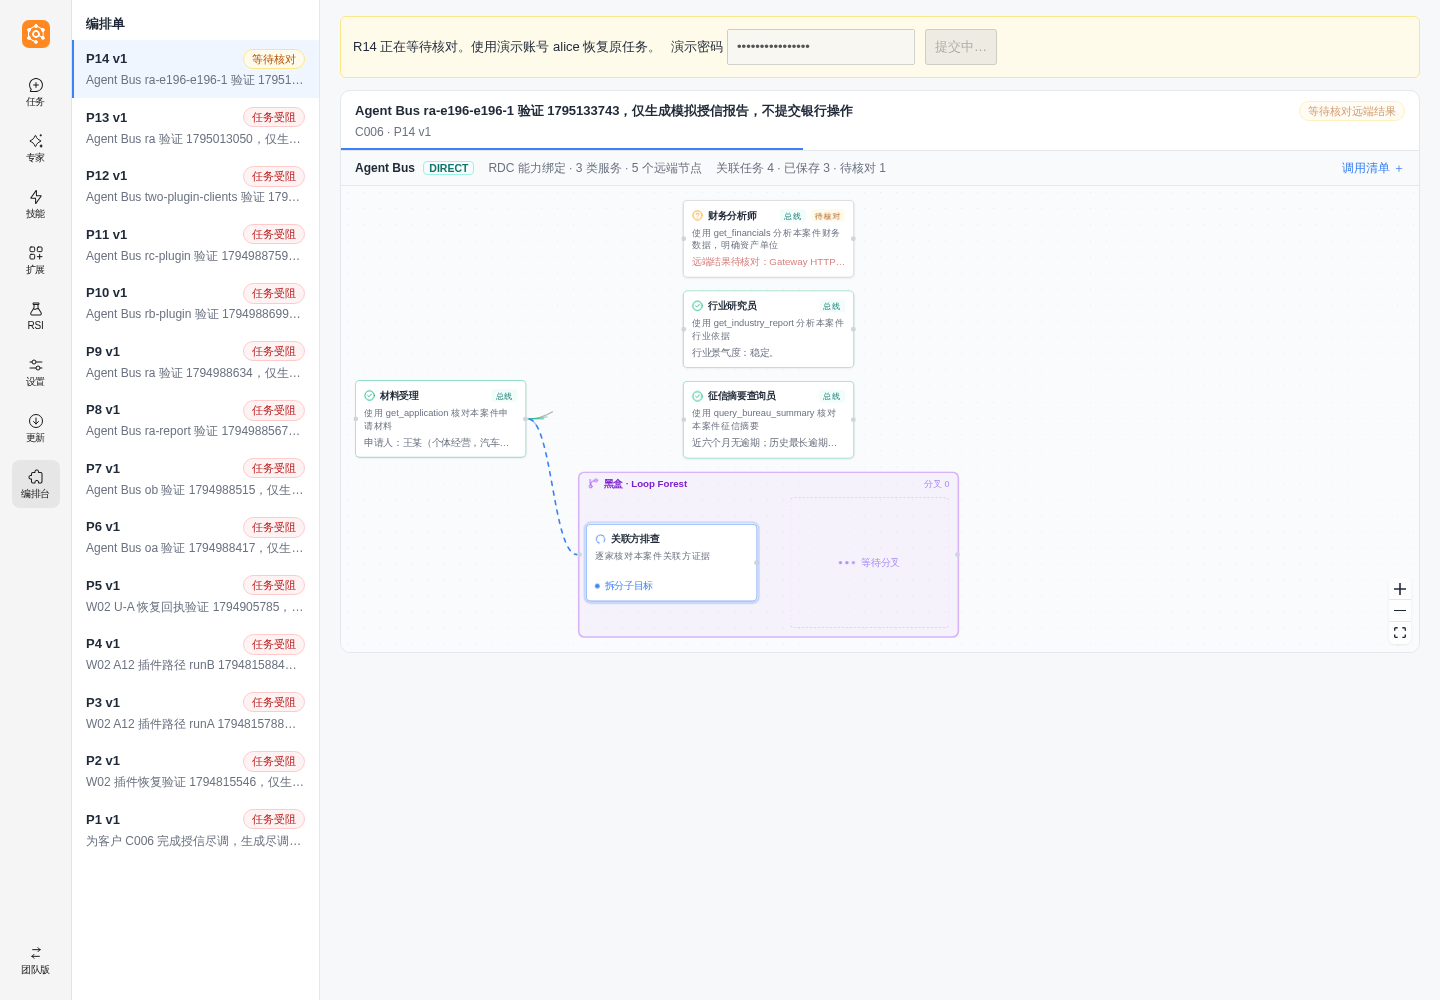 任务
专家
技能
扩展
RSI
设置
更新
编排台
团队版
编排单
P14 v1 等待核对
Agent Bus ra-e196-e196-1 验证 17951…
P13 v1 任务受阻
Agent Bus ra 验证 1795013050，仅生…
P12 v1 任务受阻
Agent Bus two-plugin-clients 验证 179…
P11 v1 任务受阻
Agent Bus rc-plugin 验证 1794988759…
P10 v1 任务受阻
Agent Bus rb-plugin 验证 1794988699…
P9 v1 任务受阻
Agent Bus ra 验证 1794988634，仅生…
P8 v1 任务受阻
Agent Bus ra-report 验证 1794988567…
P7 v1 任务受阻
Agent Bus ob 验证 1794988515，仅生…
P6 v1 任务受阻
Agent Bus oa 验证 1794988417，仅生…
P5 v1 任务受阻
W02 U-A 恢复回执验证 1794905785，…
P4 v1 任务受阻
W02 A12 插件路径 runB 1794815884…
P3 v1 任务受阻
W02 A12 插件路径 runA 1794815788…
P2 v1 任务受阻
W02 插件恢复验证 1794815546，仅生…
P1 v1 任务受阻
为客户 C006 完成授信尽调，生成尽调…
R14 正在等待核对。使用演示账号 alice 恢复原任务。 演示密码 •••••••••••••••• 提交中…
Agent Bus ra-e196-e196-1 验证 1795133743，仅生成模拟授信报告，不提交银行操作 等待核对远端结果
C006 · P14 v1
Agent Bus DIRECT RDC 能力绑定 · 3 类服务 · 5 个远端节点 关联任务 4 · 已保存 3 · 待核对 1 调用清单 +
财务分析师 总线 待核对
使用 get_financials 分析本案件财务
数据，明确资产单位
远端结果待核对：Gateway HTTP…
行业研究员 总线
使用 get_industry_report 分析本案件
行业依据
行业景气度：稳定。
材料受理 总线
使用 get_application 核对本案件申
请材料
申请人：王某（个体经营，汽车…
征信摘要查询员 总线
使用 query_bureau_summary 核对
本案件征信摘要
近六个月无逾期；历史最长逾期…
黑盒 · Loop Forest 分叉 0
关联方排查
逐家核对本案件关联方证据
拆分子目标
等待分叉